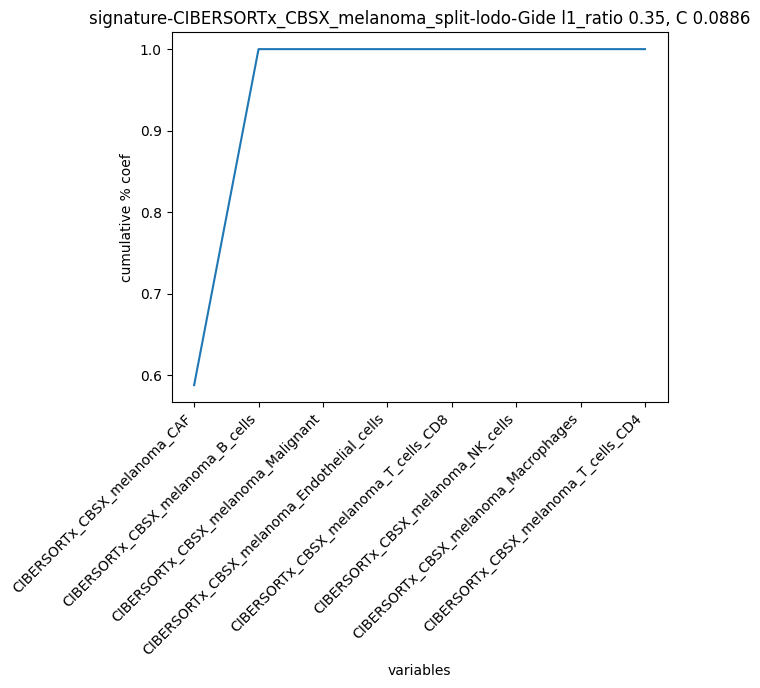 signature-CIBERSORTx_CBSX_melanoma_split-lodo-Gide l1_ratio 0.35, C 0.0886
1.0
0.9
0.8
0.7
0.6
cumulative % coef
CIBERSORTx_CBSX_melanoma_CAF
CIBERSORTx_CBSX_melanoma_B_cells
CIBERSORTx_CBSX_melanoma_Malignant
CIBERSORTx_CBSX_melanoma_Endothelial_cells
CIBERSORTx_CBSX_melanoma_T_cells_CD8
CIBERSORTx_CBSX_melanoma_NK_cells
CIBERSORTx_CBSX_melanoma_Macrophages
CIBERSORTx_CBSX_melanoma_T_cells_CD4
variables